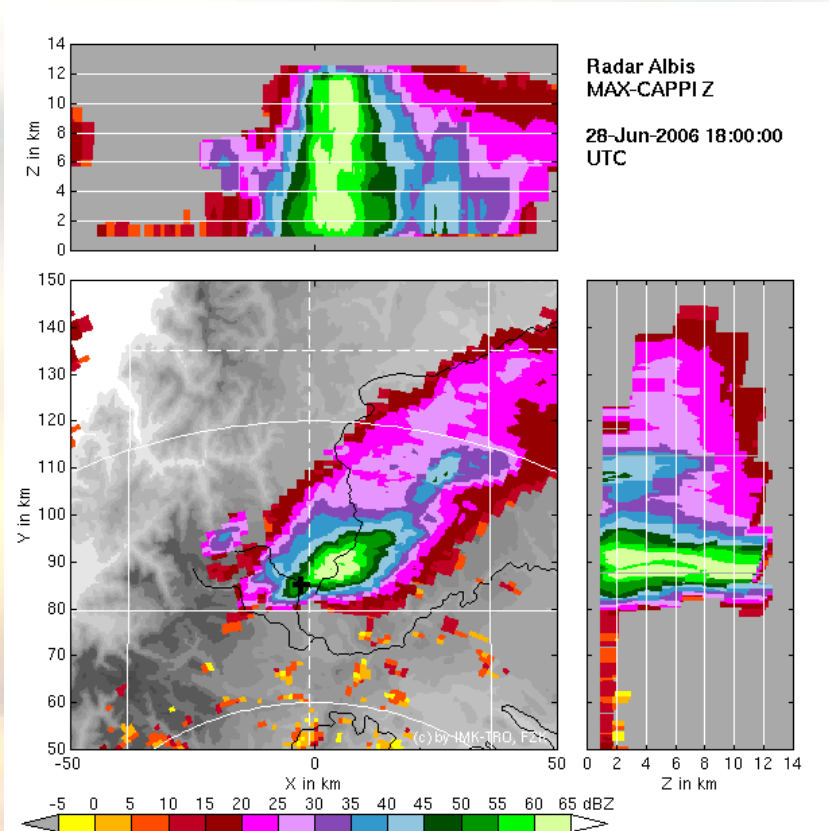 14
12
10
8
6
4
2
0
Z in km
Radar Albis
MAX-CAPPI Z
28-Jun-2006 18:00:00
UTC
150
140
130
120
110
100
90
80
70
60
50
Y in km
-50 0 50
X in km
(c) by IMK-TRO, FZK
0 2 4 6 8 10 12 14
Z in km
-5 0 5 10 15 20 25 30 35 40 45 50 55 60 65 dBZ